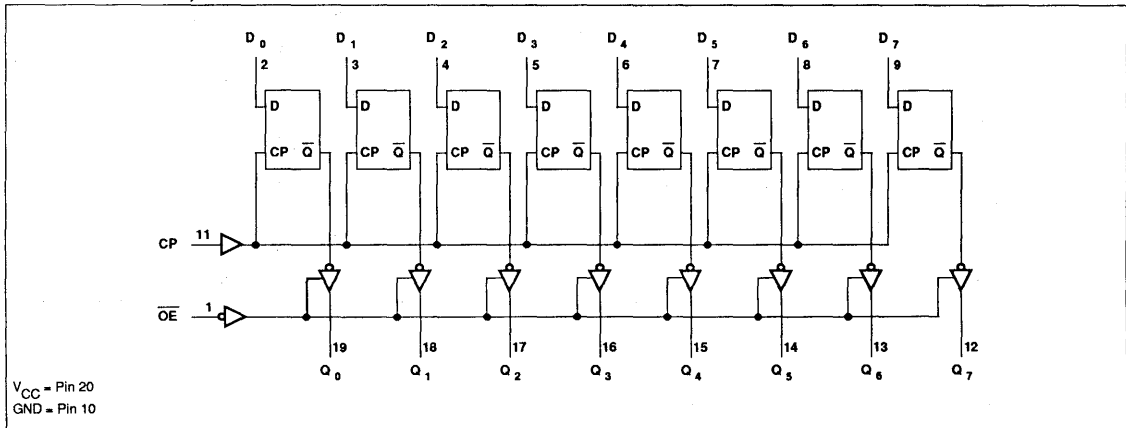 D0 D1 D2 D3 D4 D5 D6 D7
2 3 4 5 6 7 8 9
D D D D D D D D
CP Q̅ CP Q̅ CP Q̅ CP Q̅ CP Q̅ CP Q̅ CP Q̅ CP Q̅
CP 11
O̅E̅ 1
19 18 17 16 15 14 13 12
Q0 Q1 Q2 Q3 Q4 Q5 Q6 Q7
VCC = Pin 20
GND = Pin 10